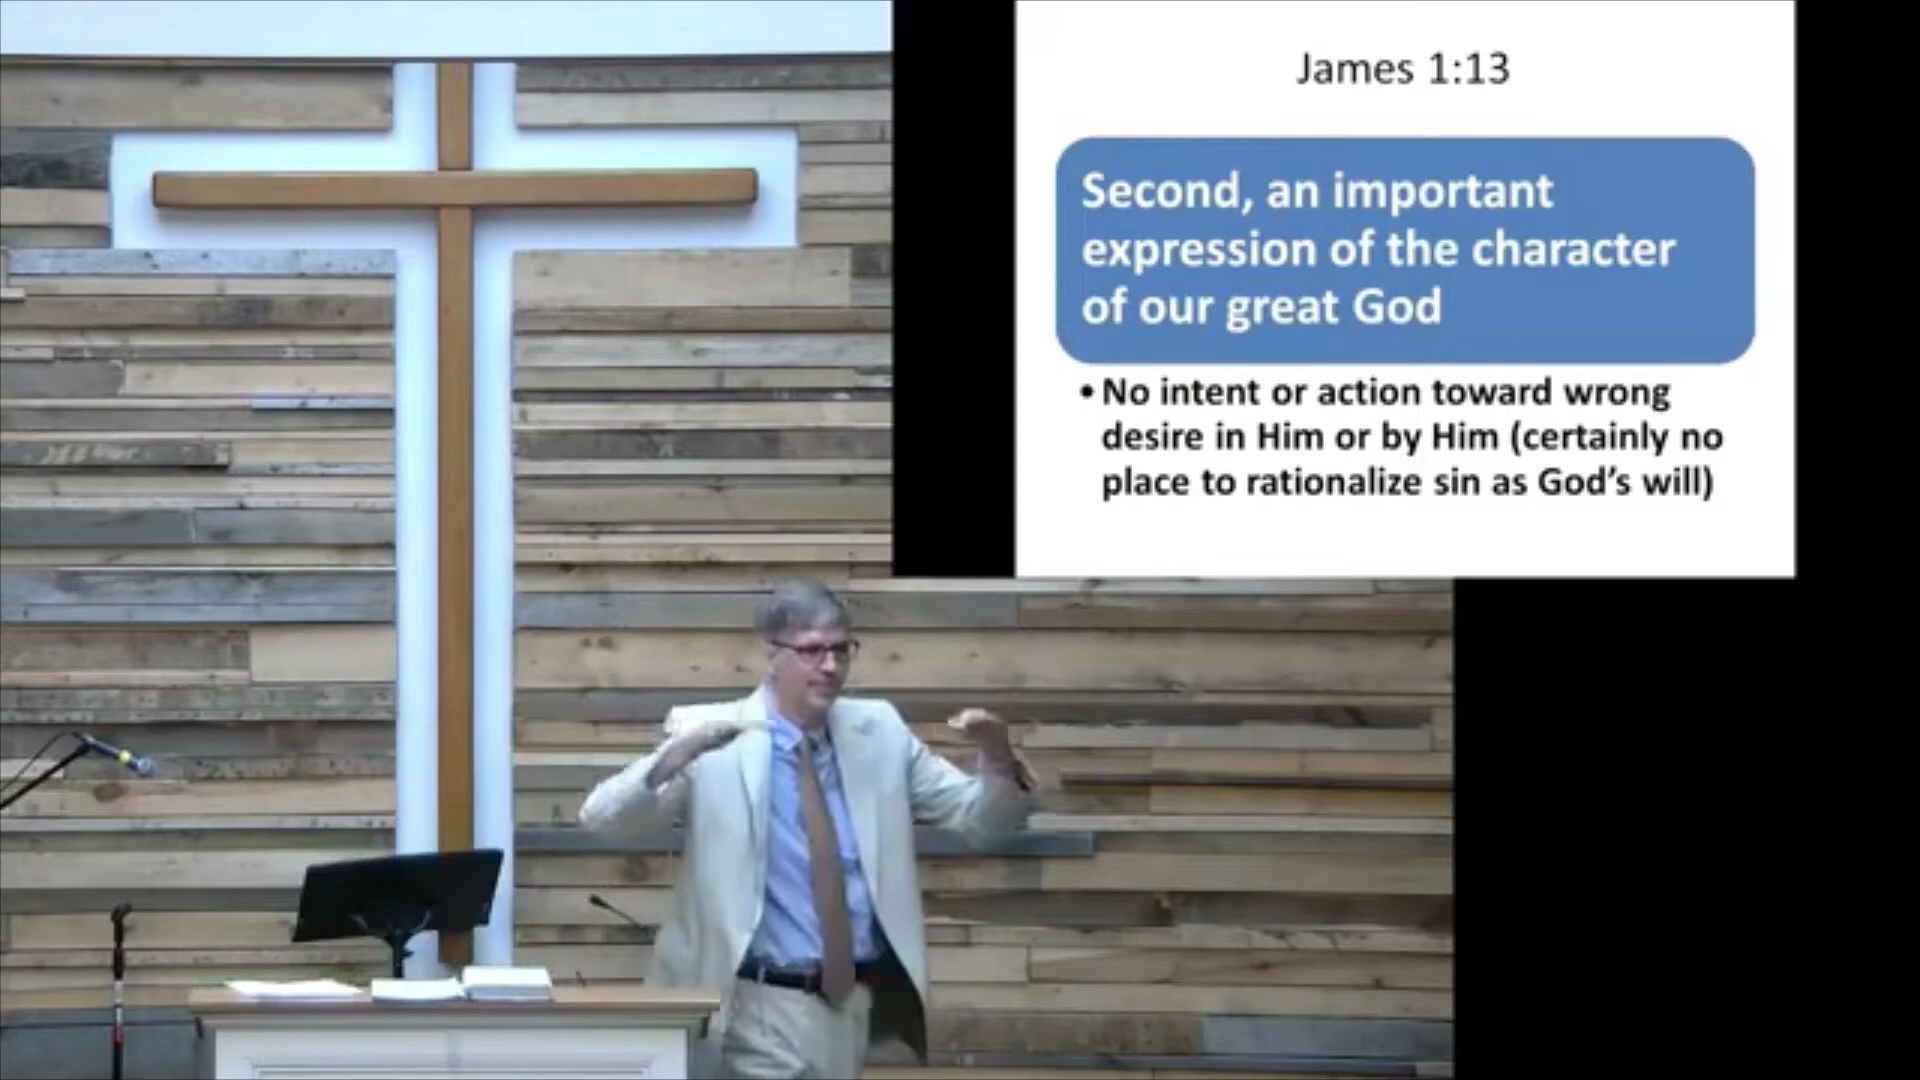 James 1:13
Second, an important
expression of the character
of our great God
• No intent or action toward wrong
desire in Him or by Him (certainly no
place to rationalize sin as God’s will)